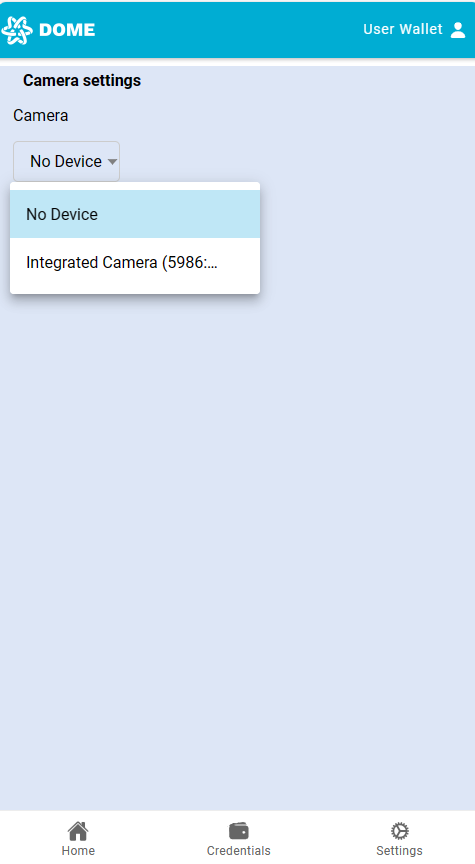 DOME
User Wallet
Camera settings
Camera
No Device
No Device
Integrated Camera (5986:...
Home
Credentials
Settings